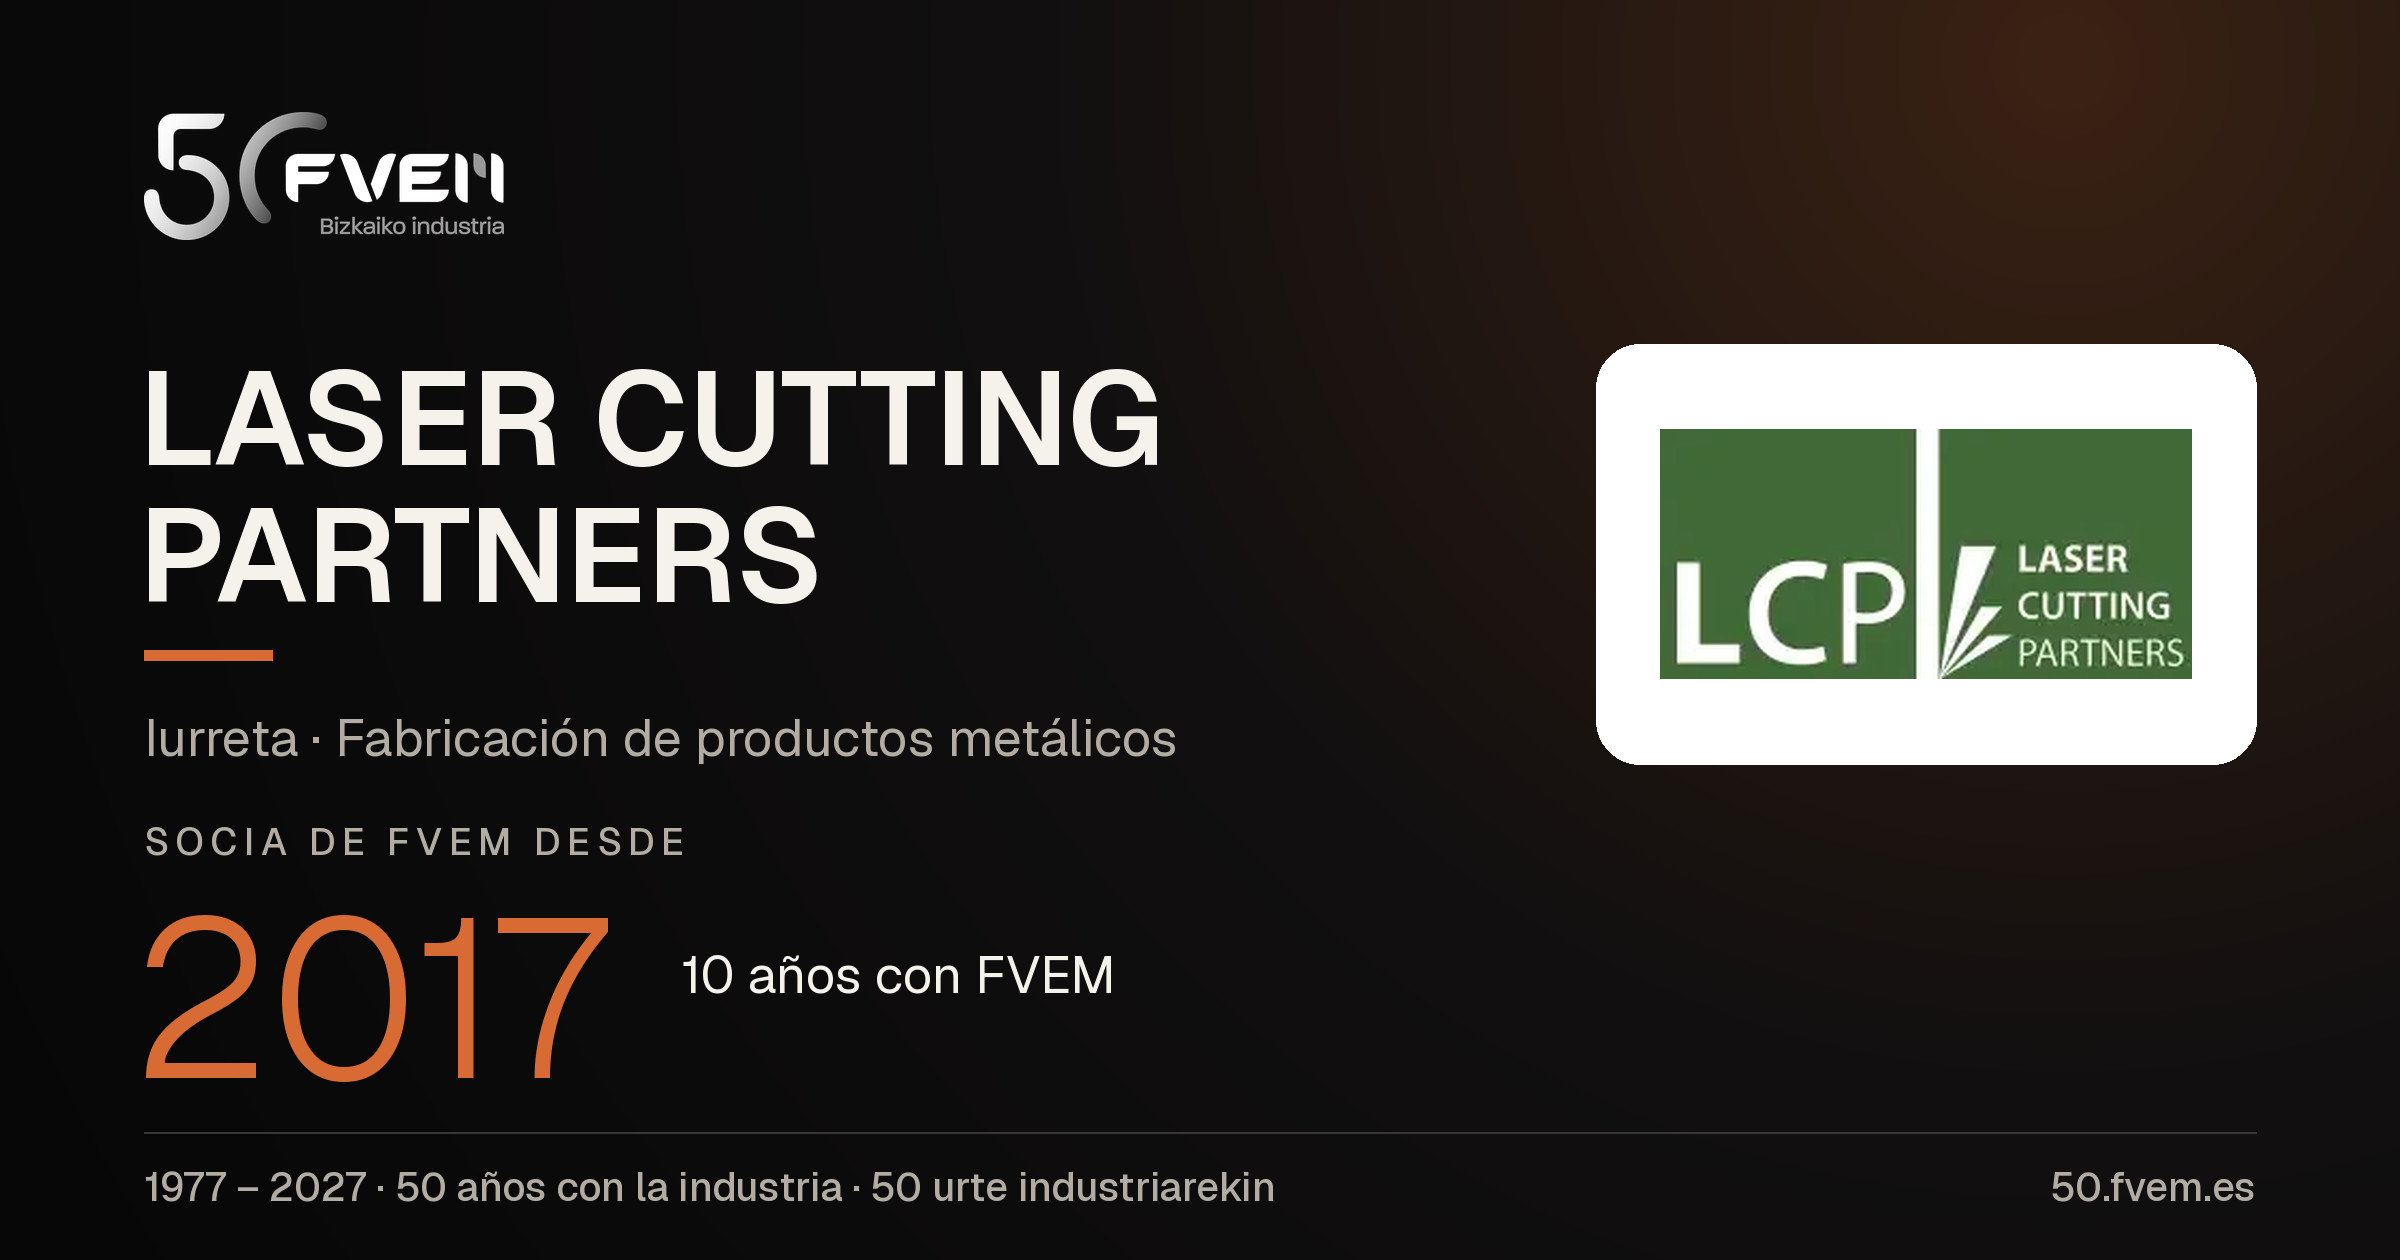 50 FVEM
Bizkaiko industria
LASER CUTTING
PARTNERS
Iurreta · Fabricación de productos metálicos
SOCIA DE FVEM DESDE
2017
10 años con FVEM
LCP
LASER
CUTTING
PARTNERS
1977 – 2027 · 50 años con la industria · 50 urte industriarekin
50.fvem.es